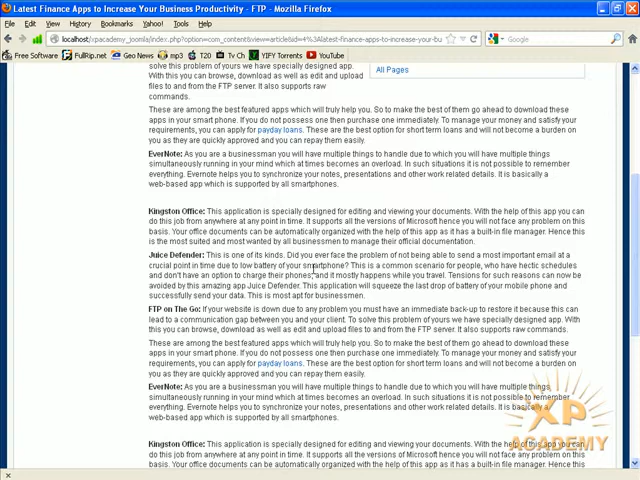 Latest Finance Apps to Increase Your Business Productivity - FTP - Mozilla Firefox
File Edit View History Bookmarks Yahoo! Tools Help
localhost/xpacademy_joomla/index.php?option=com_content&view=article&id=4%3Alatest-finance-apps-to-increase-your-bu
Google
Free Software FullRip.net Geo News mp3 T20 Tv Ch Live YIFY Torrents YouTube
solve this problem of yours we have specially designed app.
With this you can browse, download as well as edit and upload
files to and from the FTP server. It also supports raw
commands.
All Pages
These are among the best featured apps which will truly help you. So to make the best of them go ahead to download these
apps in your smart phone. If you do not possess one then purchase one immediately. To manage your money and satisfy your
requirements, you can apply for payday loans. These are the best option for short term loans and will not become a burden on
you as they are quickly approved and you can repay them easily.
EverNote: As you are a businessman you will have multiple things to handle due to which you will have multiple things
simultaneously running in your mind which at times becomes an overload. In such situations it is not possible to remember
everything. Evernote helps you to synchronize your notes, presentations and other work related details. It is basically a
web-based app which is supported by all smartphones.
Kingston Office: This application is specially designed for editing and viewing your documents. With the help of this app you can
do this job from anywhere at any point in time. It supports all the versions of Microsoft hence you will not face any problem on this
basis. Your office documents can be automatically organized with the help of this app as it has a built-in file manager. Hence this
is the most suited and most wanted by all businessmen to manage their official documentation.
Juice Defender: This is one of its kinds. Did you ever face the problem of not being able to send a most important email at a
crucial point in time due to low battery of your smartphone? This is a common scenario for people, who have hectic schedules
and don't have an option to charge their phones and it mostly happens while you travel. Tensions for such reasons can now be
avoided by this amazing app Juice Defender. This application will squeeze the last drop of battery of your mobile phone and
successfully send your data. This is most apt for businessmen.
FTP on The Go: If your website is down due to any problem you must have an immediate back-up to restore it because this can
lead to a communication gap between you and your client. To solve this problem of yours we have specially designed app. With
this you can browse, download as well as edit and upload files to and from the FTP server. It also supports raw commands.
These are among the best featured apps which will truly help you. So to make the best of them go ahead to download these
apps in your smart phone. If you do not possess one then purchase one immediately. To manage your money and satisfy your
requirements, you can apply for payday loans. These are the best option for short term loans and will not become a burden on
you as they are quickly approved and you can repay them easily.
EverNote: As you are a businessman you will have multiple things to handle due to which you will have multiple things
simultaneously running in your mind which at times becomes an overload. In such situations it is not possible to remember
everything. Evernote helps you to synchronize your notes, presentations and other work related details. It is basically a
web-based app which is supported by all smartphones.
XP
ACADEMY
Kingston Office: This application is specially designed for editing and viewing your documents. With the help of this app you can
do this job from anywhere at any point in time. It supports all the versions of Microsoft hence you will not face any problem on this
basis. Your office documents can be automatically organized with the help of this app as it has a built-in file manager. Hence this